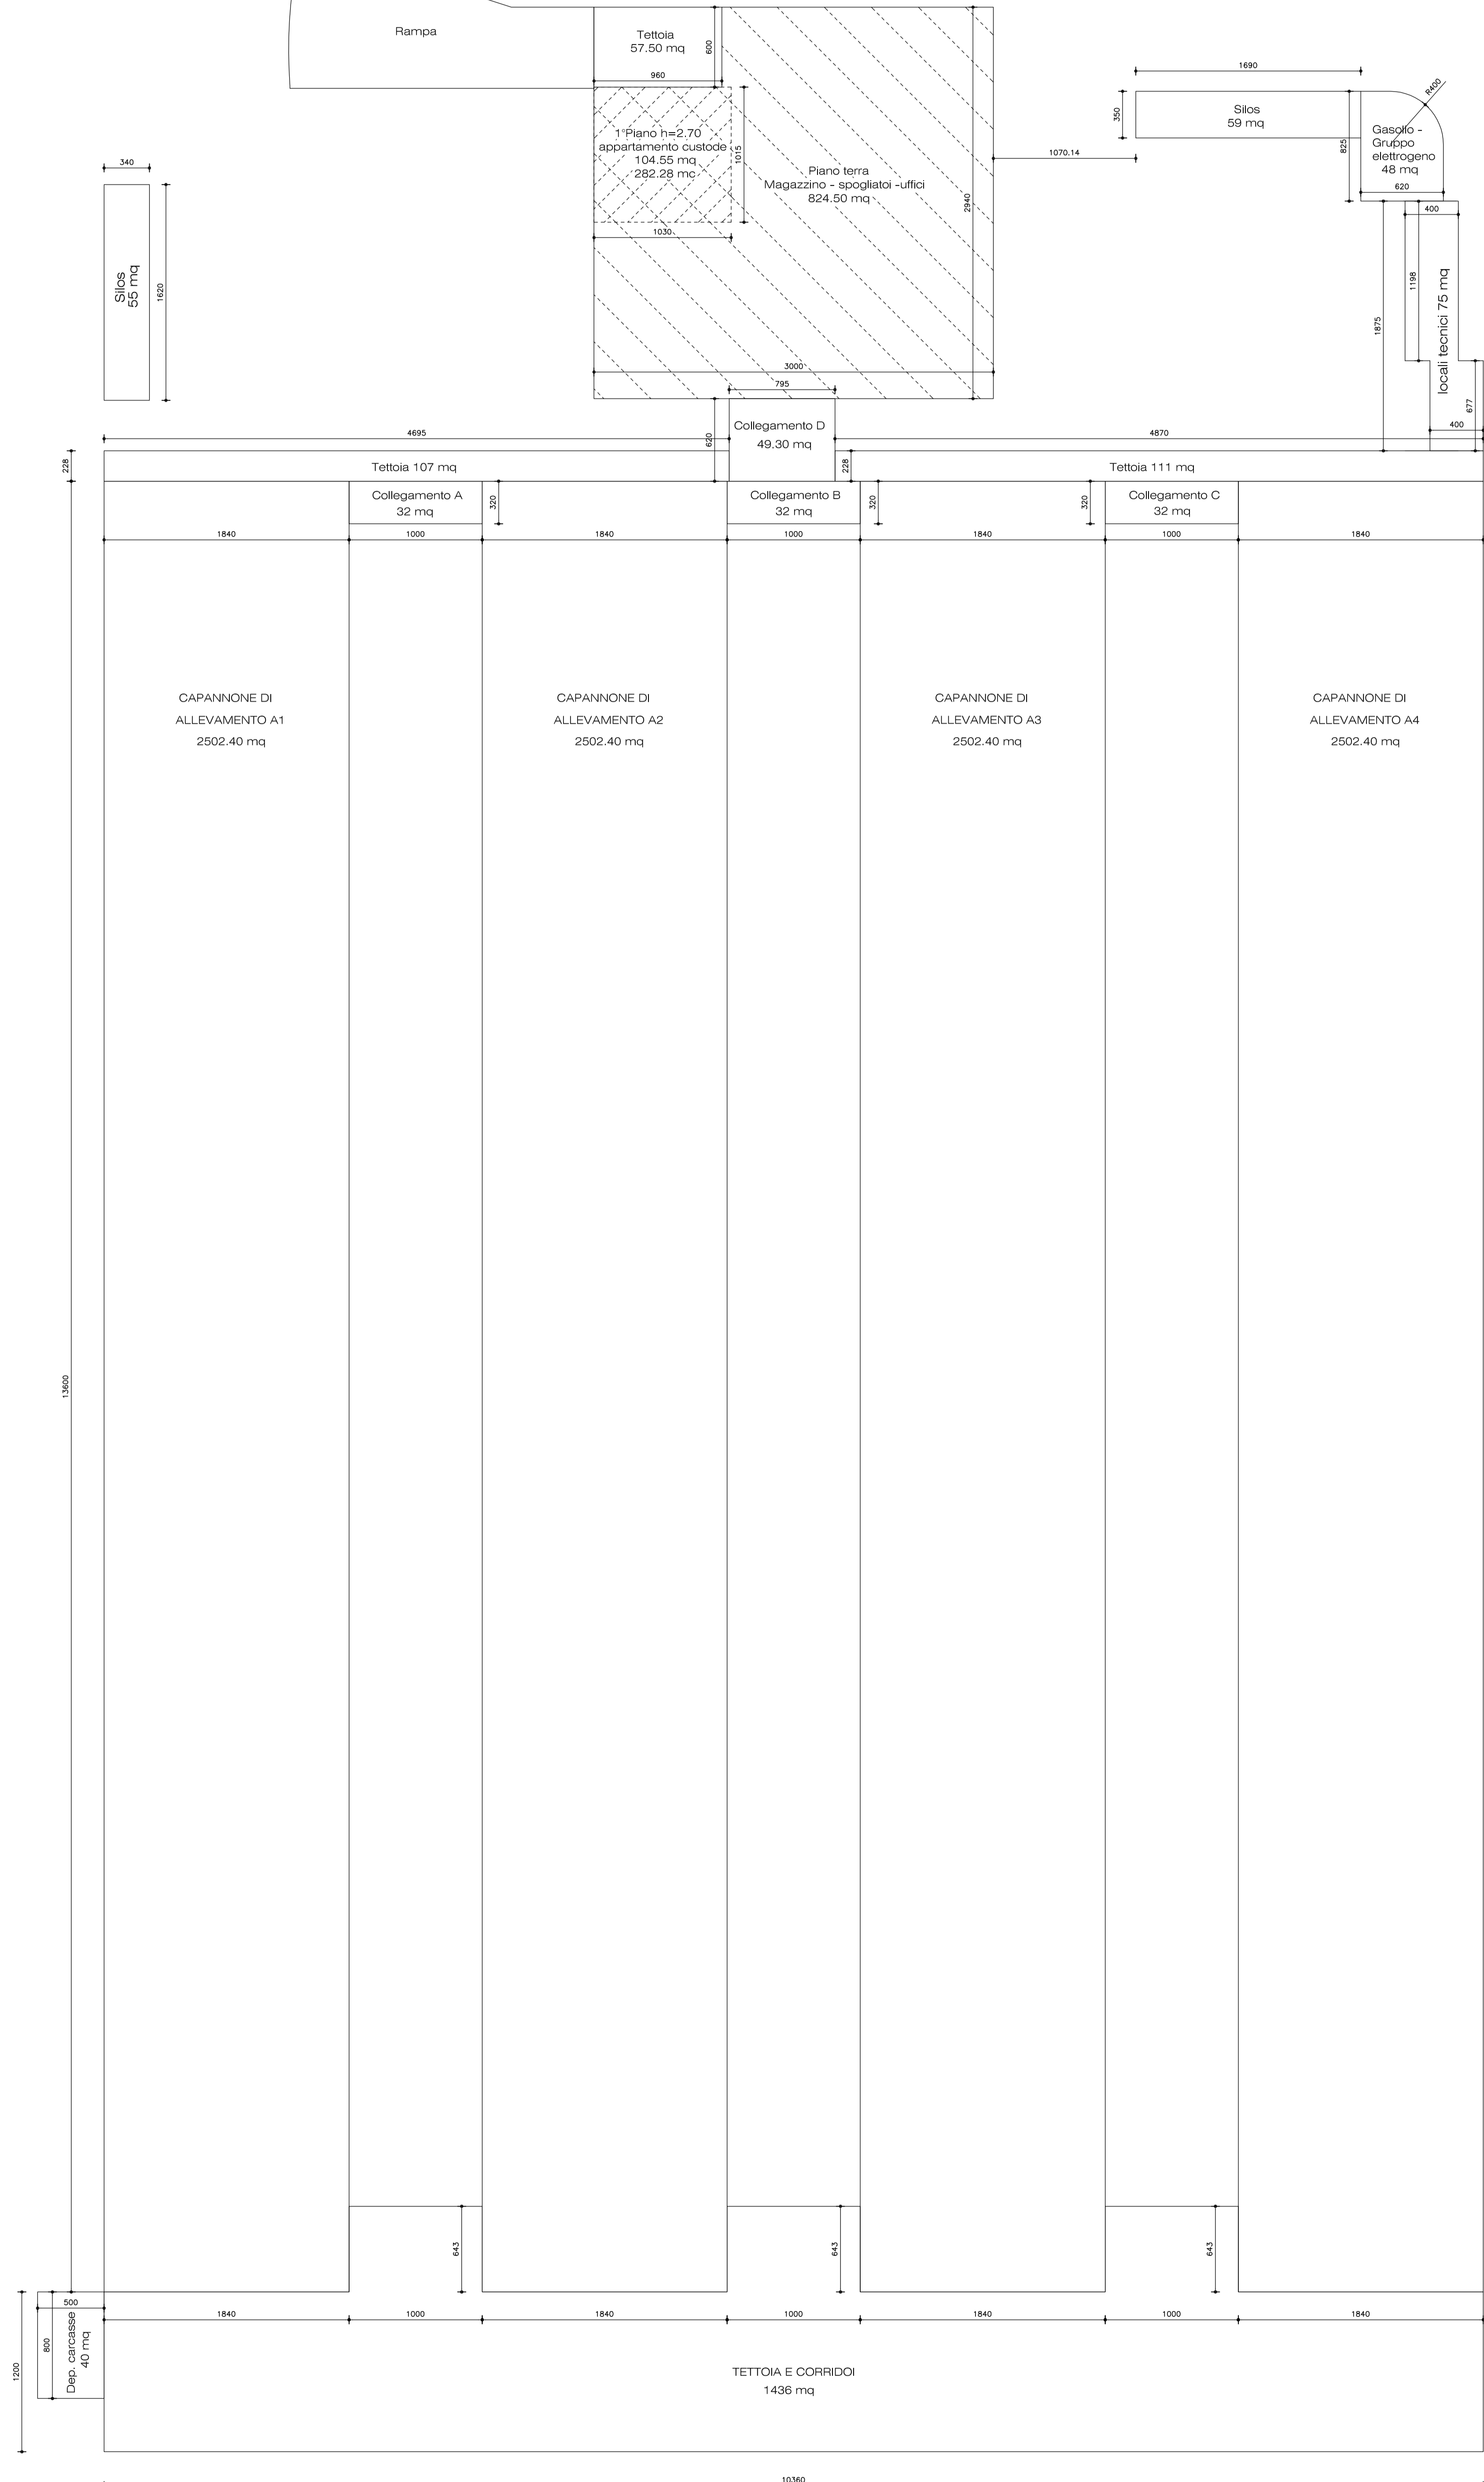 Rampa
Tettoia
57.50 mq
600
960
1690
R400
350
Silos
59 mq
Gasolio -
Gruppo
elettrogeno
48 mq
825
620
400
1°Piano h=2.70
appartamento custode
104.55 mq
282.28 mc
1015
1030
1070.14
Piano terra
Magazzino - spogliatoi -uffici
824.50 mq
2940
340
Silos
55 mq
1620
1198
1875
locali tecnici 75 mq
677
400
3000
795
Collegamento D
49.30 mq
620
4695
4870
228
Tettoia 107 mq
228
Tettoia 111 mq
Collegamento A
32 mq
320
Collegamento B
32 mq
320
320
Collegamento C
32 mq
1840
1000
1840
1000
1840
1000
1840
CAPANNONE DI
ALLEVAMENTO A1
2502.40 mq
CAPANNONE DI
ALLEVAMENTO A2
2502.40 mq
CAPANNONE DI
ALLEVAMENTO A3
2502.40 mq
CAPANNONE DI
ALLEVAMENTO A4
2502.40 mq
13600
643
643
643
500
800
1200
Dep. carcasse
40 mq
1840
1000
1840
1000
1840
1000
1840
TETTOIA E CORRIDOI
1436 mq
10360